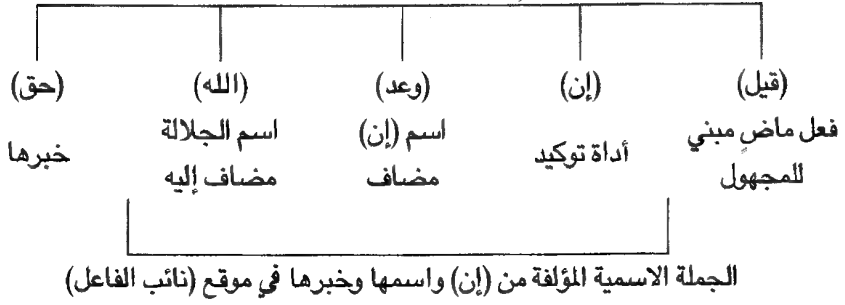 (قيل) (إن) (وعد) (الله) (حق)
فعل ماضٍ مبني أداة توكيد اسم (إن) اسم الجلالة خبرها
للمجهول مضاف مضاف إليه
الجملة الاسمية المؤلفة من (إن) واسمها وخبرها في موقع (نائب الفاعل)